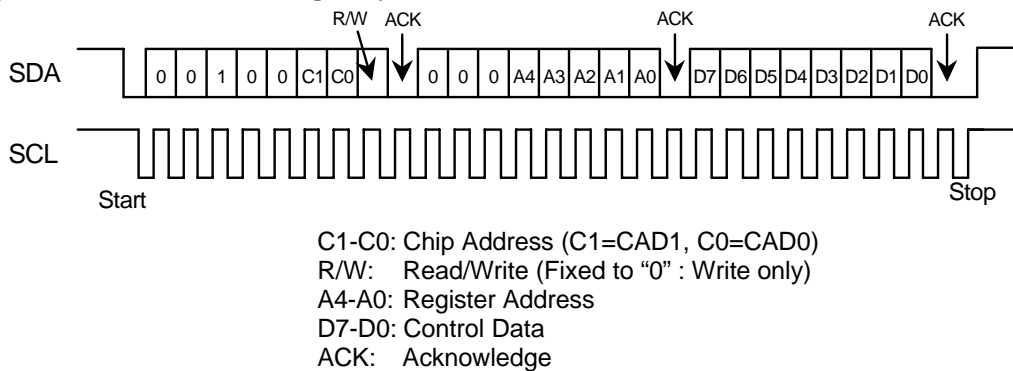 R/W ACK ACK ACK
SDA 0 0 1 0 0 C1 C0 0 0 0 A4 A3 A2 A1 A0 D7 D6 D5 D4 D3 D2 D1 D0
SCL
Start Stop
C1-C0: Chip Address (C1=CAD1, C0=CAD0)
R/W: Read/Write (Fixed to “0” : Write only)
A4-A0: Register Address
D7-D0: Control Data
ACK: Acknowledge